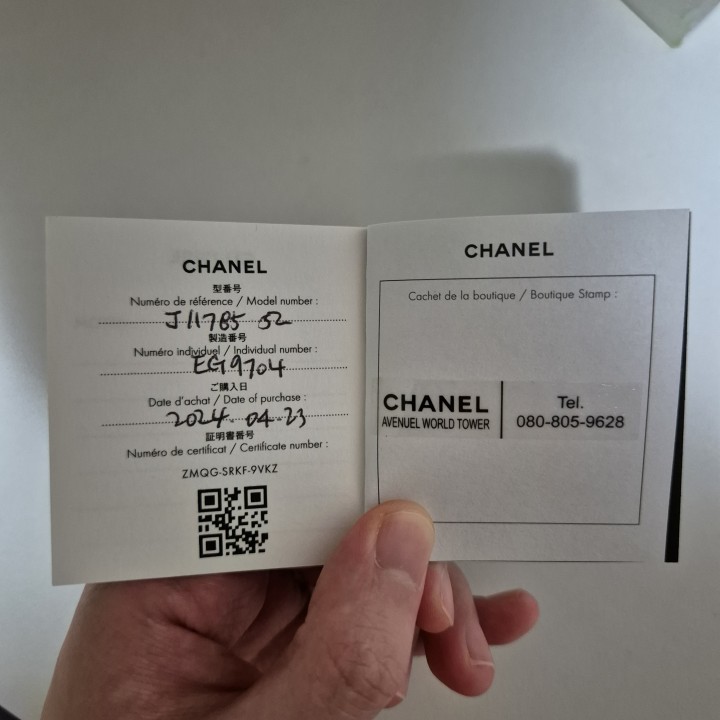 CHANEL
型番号
Numéro de référence / Model number :
J11785 52
製造番号
Numéro individuel / Individual number :
EG9704
ご購入日
Date d'achat / Date of purchase :
2024. 04. 23
証明書番号
Numéro de certificat / Certificate number :
ZMQG-SRKF-9VKZ
CHANEL
Cachet de la boutique / Boutique Stamp :
CHANEL
AVENUEL WORLD TOWER
Tel.
080-805-9628